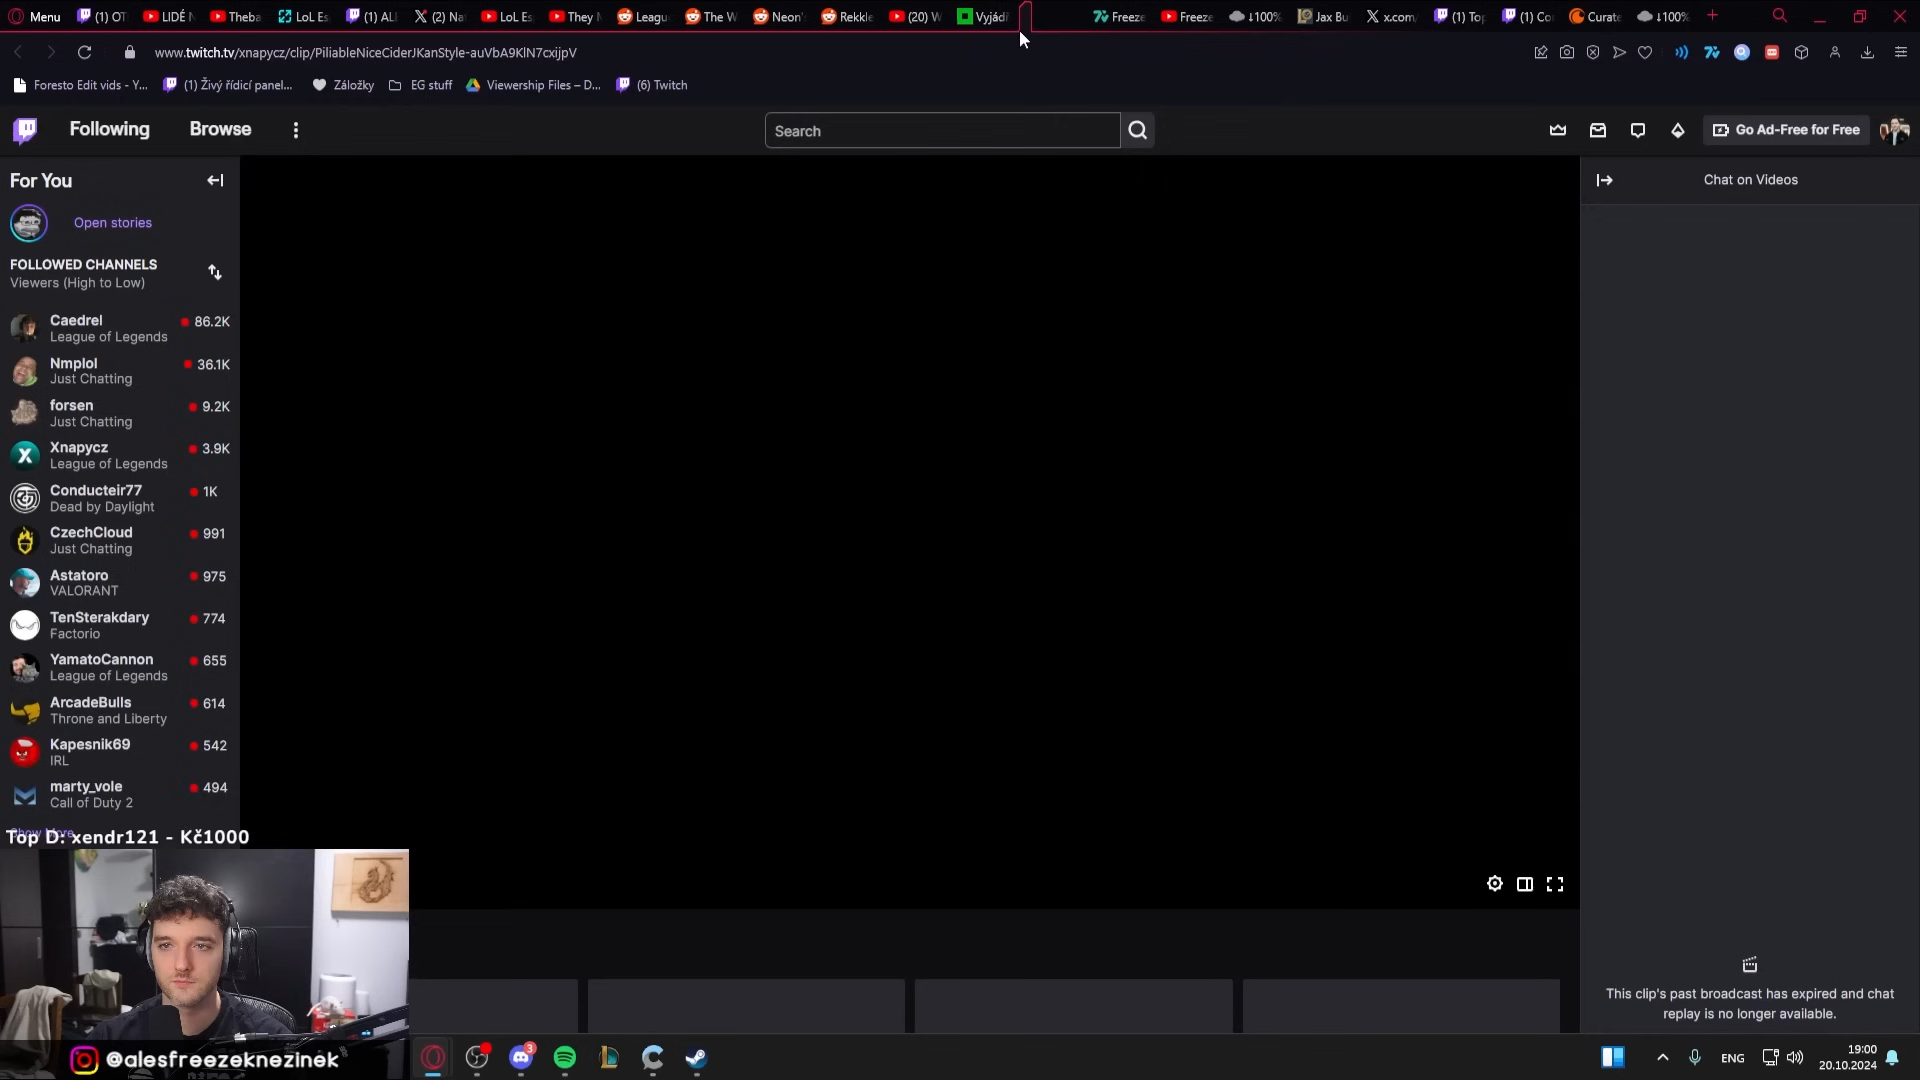 Menu
(1) OT
LIDÉ N
Theba
LoL Es
(1) ALI
(2) Na
LoL Es
They N
Leagu
The W
Neon's
Rekkle
(20) W
Vyjádř
Freeze
Freeze
↓100%
Jax Bu
x.com/
(1) Top
(1) Co
Curate
↓100%
www.twitch.tv/xnapycz/clip/PiliableNiceCiderJKanStyle-auVbA9KlN7cxijpV
Foresto Edit vids - Y...
(1) Živý řídicí panel...
Záložky
EG stuff
Viewership Files – D...
(6) Twitch
Following
Browse
Search
Go Ad-Free for Free
For You
Open stories
FOLLOWED CHANNELS
Viewers (High to Low)
Caedrel
86.2K
League of Legends
Nmplol
36.1K
Just Chatting
forsen
9.2K
Just Chatting
Xnapycz
3.9K
League of Legends
Conducteir77
1K
Dead by Daylight
CzechCloud
991
Just Chatting
Astatoro
975
VALORANT
TenSterakdary
774
Factorio
YamatoCannon
655
League of Legends
ArcadeBulls
614
Throne and Liberty
Kapesnik69
542
IRL
marty_vole
494
Call of Duty 2
Show More
Top D: xendr121 - Kč1000
@alesfreezeknezinek
Chat on Videos
This clip's past broadcast has expired and chat
replay is no longer available.
3
ENG
19:00
20.10.2024